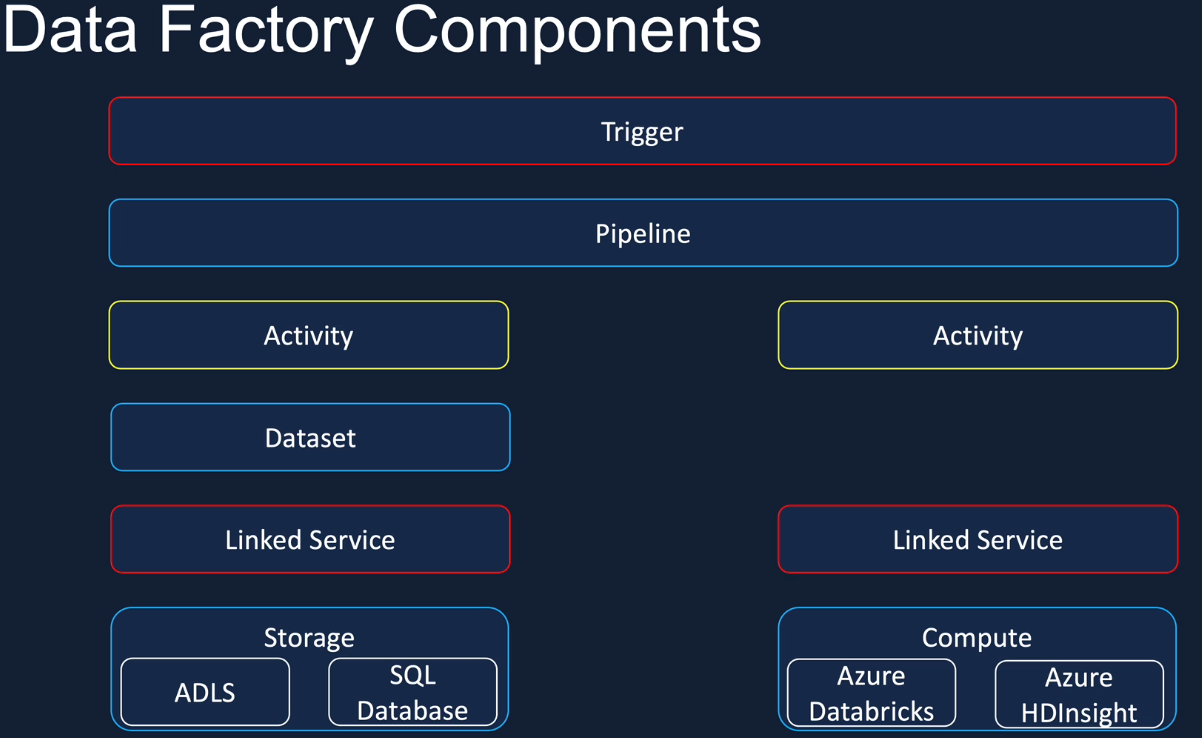 Data Factory Components
Trigger
Pipeline
Activity
Activity
Dataset
Linked Service
Linked Service
Storage
ADLS
SQL
Database
Compute
Azure
Databricks
Azure
HDInsight